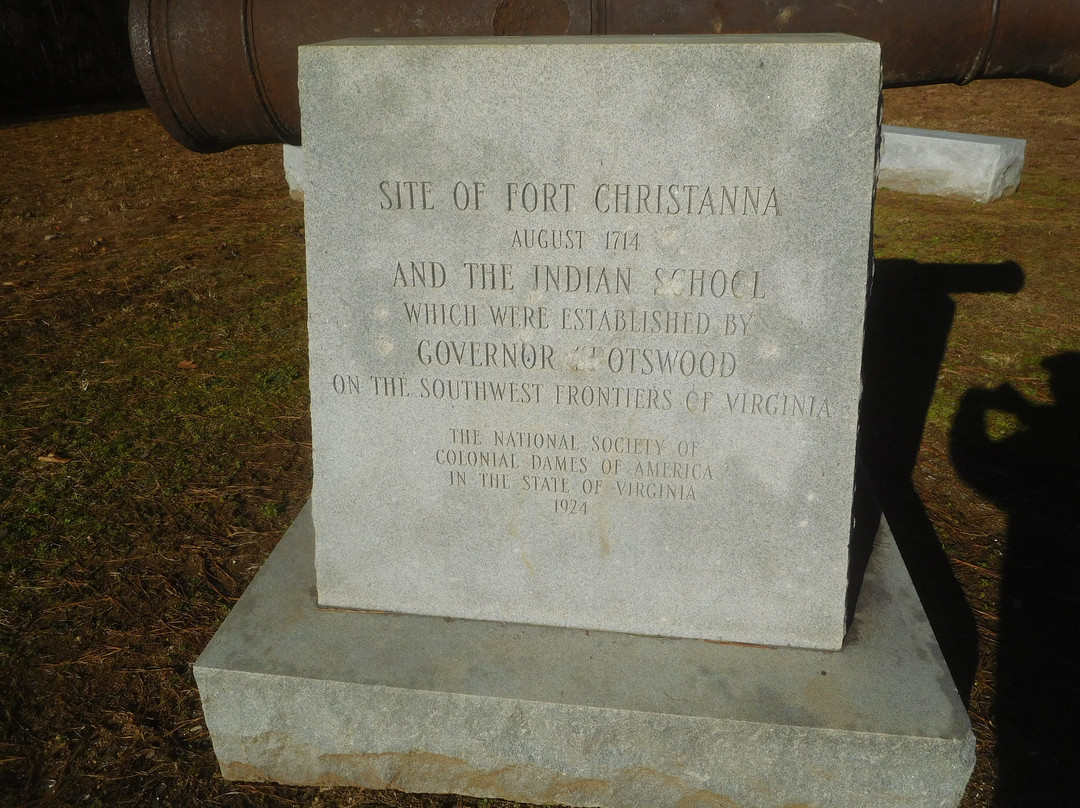 SITE OF FORT CHRISTANNA
AUGUST 1714
AND THE INDIAN SCHOOL
WHICH WERE ESTABLISHED BY
GOVERNOR SPOTSWOOD
ON THE SOUTHWEST FRONTIERS OF VIRGINIA
THE NATIONAL SOCIETY OF
COLONIAL DAMES OF AMERICA
IN THE STATE OF VIRGINIA
1924